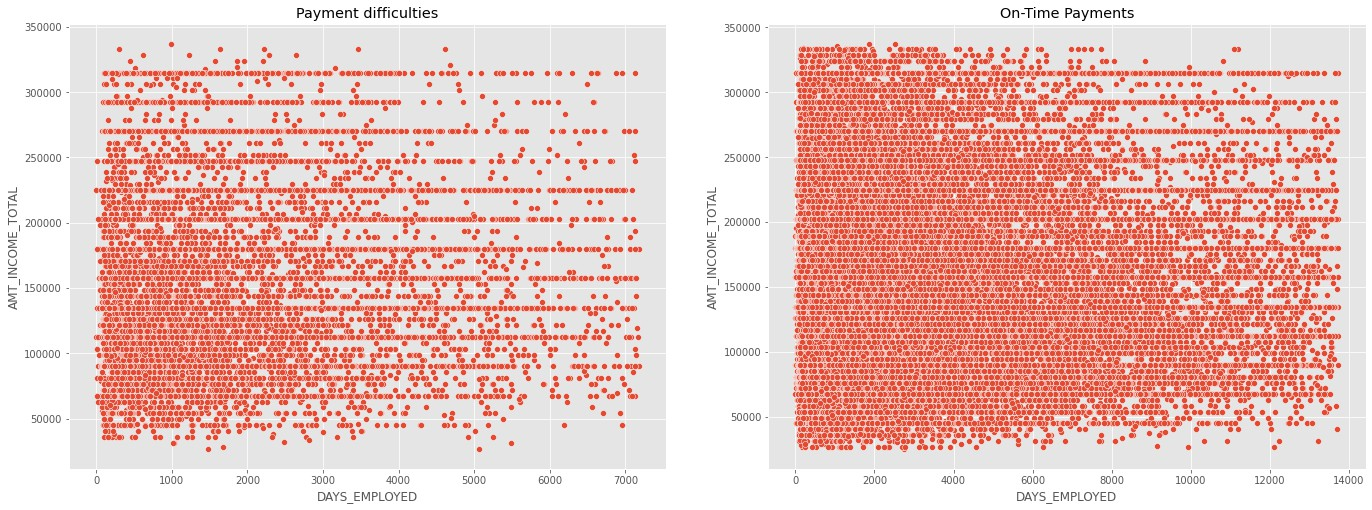 Payment difficulties
350000
300000
250000
200000
150000
100000
50000
AMT_INCOME_TOTAL
0 1000 2000 3000 4000 5000 6000 7000
DAYS_EMPLOYED
On-Time Payments
350000
300000
250000
200000
150000
100000
50000
AMT_INCOME_TOTAL
0 2000 4000 6000 8000 10000 12000 14000
DAYS_EMPLOYED